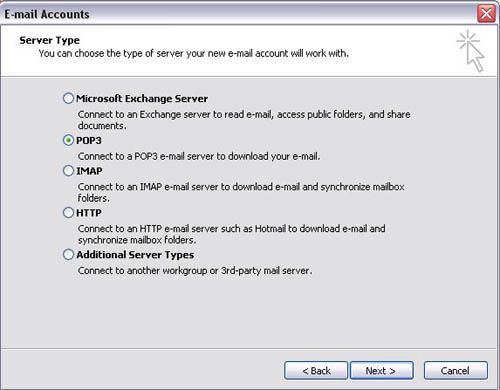 E-mail Accounts
Server Type
You can choose the type of server your new e-mail account will work with.
Microsoft Exchange Server
Connect to an Exchange server to read e-mail, access public folders, and share
documents.
POP3
Connect to a POP3 e-mail server to download your e-mail.
IMAP
Connect to an IMAP e-mail server to download e-mail and synchronize mailbox
folders.
HTTP
Connect to an HTTP e-mail server such as Hotmail to download e-mail and
synchronize mailbox folders.
Additional Server Types
Connect to another workgroup or 3rd-party mail server.
< Back Next > Cancel